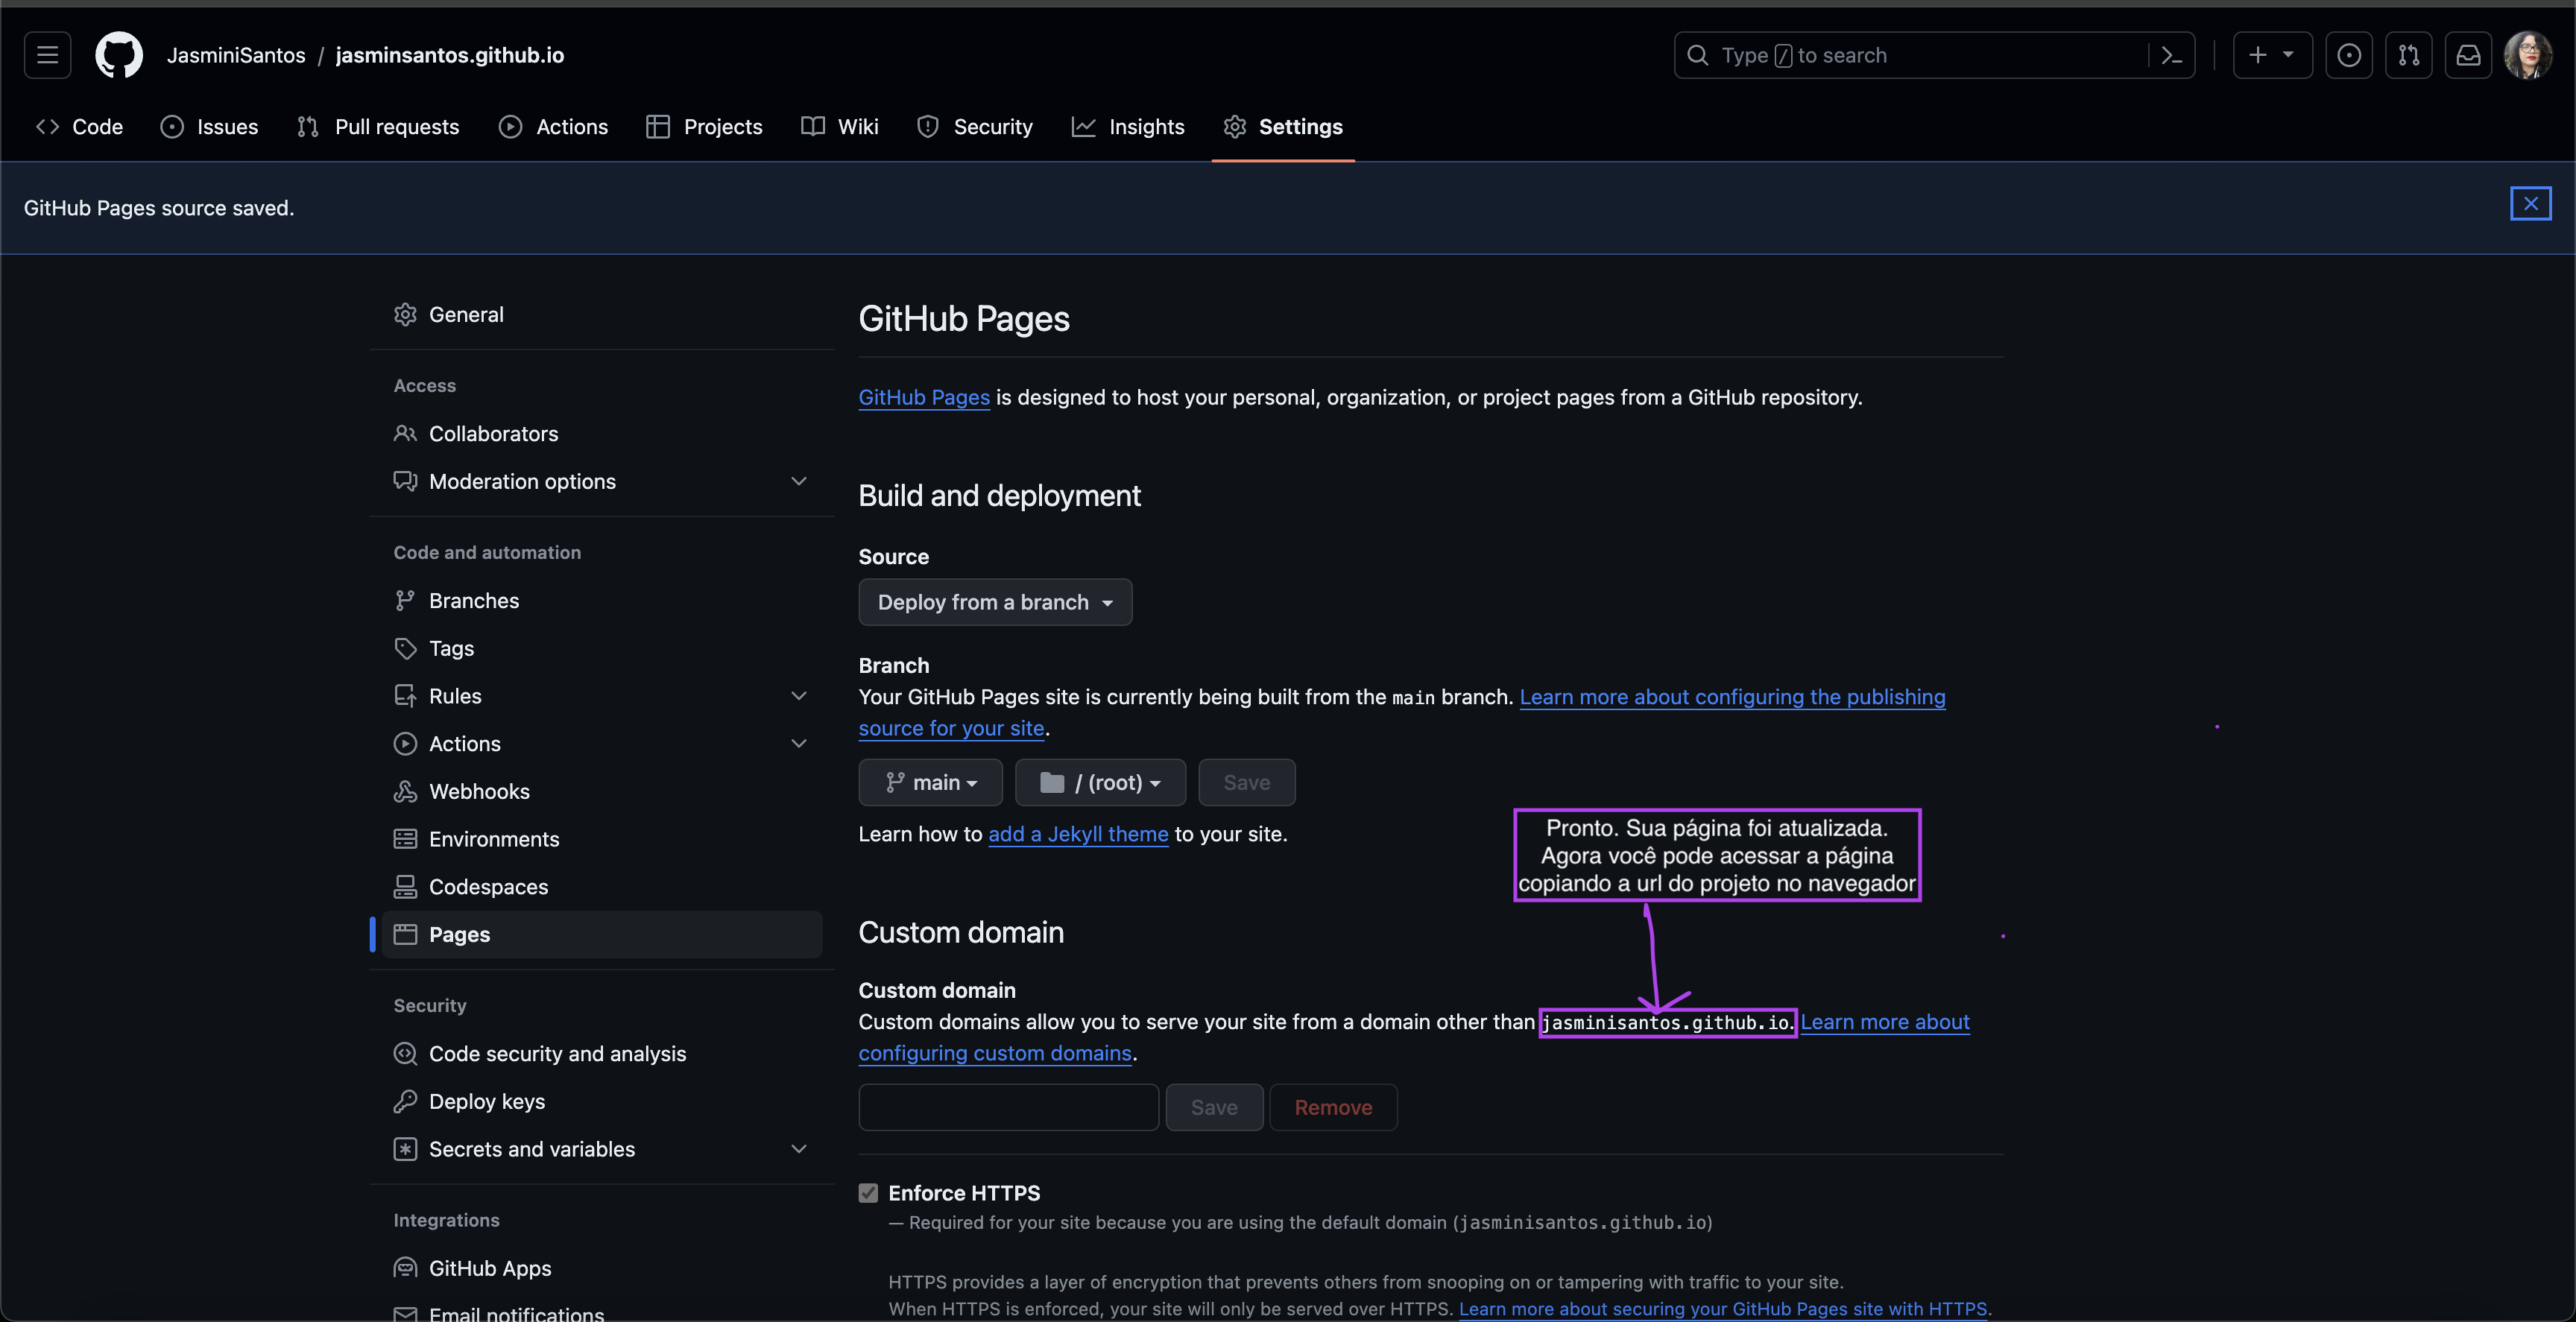 JasminiSantos / jasminsantos.github.io
Type / to search
Code
Issues
Pull requests
Actions
Projects
Wiki
Security
Insights
Settings
GitHub Pages source saved.
General
Access
Collaborators
Moderation options
Code and automation
Branches
Tags
Rules
Actions
Webhooks
Environments
Codespaces
Pages
Security
Code security and analysis
Deploy keys
Secrets and variables
Integrations
GitHub Apps
Email notifications
GitHub Pages
GitHub Pages is designed to host your personal, organization, or project pages from a GitHub repository.
Build and deployment
Source
Deploy from a branch
Branch
Your GitHub Pages site is currently being built from the main branch. Learn more about configuring the publishing
source for your site.
main
/ (root)
Save
Learn how to add a Jekyll theme to your site.
Pronto. Sua página foi atualizada.
Agora você pode acessar a página
copiando a url do projeto no navegador
Custom domain
Custom domain
Custom domains allow you to serve your site from a domain other than jasminisantos.github.io. Learn more about
configuring custom domains.
Save
Remove
Enforce HTTPS
— Required for your site because you are using the default domain (jasminisantos.github.io)
HTTPS provides a layer of encryption that prevents others from snooping on or tampering with traffic to your site.
When HTTPS is enforced, your site will only be served over HTTPS. Learn more about securing your GitHub Pages site with HTTPS.